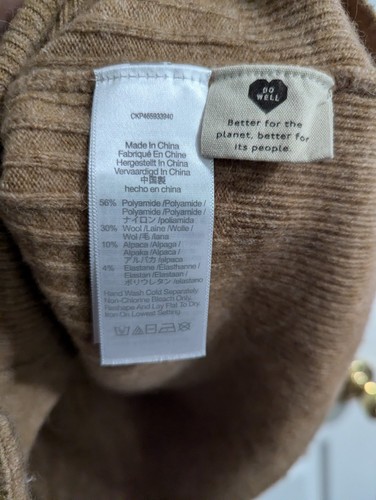 CKP465933940
Made In China
Fabriqué En Chine
Hergestellt In China
Vervaardigd In China
中国製
hecho en china
56% Polyamide/Polyamide/
Polyamide/Polyamide/
ナイロン/poliamida
30% Wool/Laine/Wolle/
Wol/毛/lana
10% Alpaca/Alpaga/
Alpaka/Alpaca/
アルパカ/alpaca
4% Elastane/Elasthanne/
Elastan/Elastaan/
ポリウレタン/elastano
Hand Wash Cold Separately
Non-Chlorine Bleach Only,
Reshape And Lay Flat To Dry,
Iron On Lowest Setting.
DO
WELL
Better for the
planet, better for
its people.